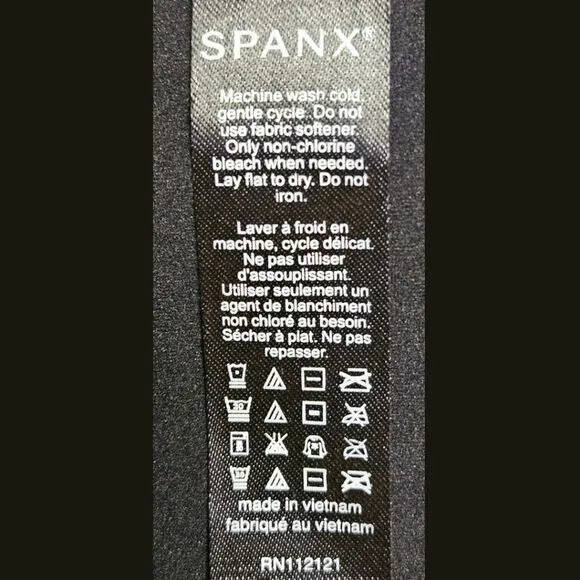 SPANX®
Machine wash cold,
gentle cycle. Do not
use fabric softener.
Only non-chlorine
bleach when needed.
Lay flat to dry. Do not
iron.
Laver à froid en
machine, cycle délicat.
Ne pas utiliser
d'assouplissant.
Utiliser seulement un
agent de blanchiment
non chloré au besoin.
Sécher à plat. Ne pas
repasser.
made in vietnam
fabriqué au vietnam
RN112121